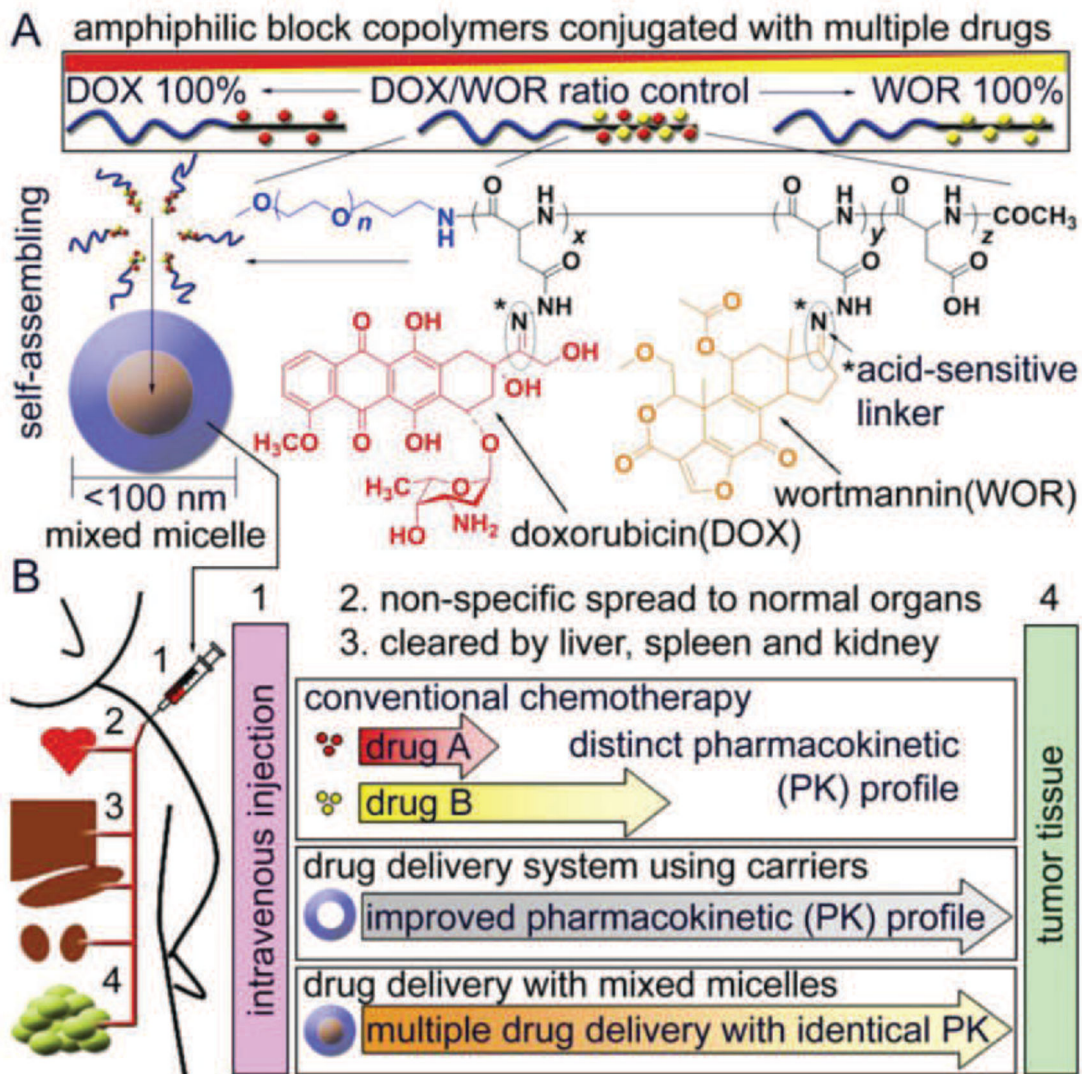 A
amphiphilic block copolymers conjugated with multiple drugs
DOX 100%
DOX/WOR ratio control
WOR 100%
self-assembling
O
O
n
N
H
O
H
N
x
O
NH
*
N
O
H
N
y
O
NH
*
N
O
H
N
z
O
OH
COCH3
O
OH
OH
OH
H3CO
O
OH
O
H3C
O
HO
NH2
O
O
O
O
O
O
O
*acid-sensitive
linker
<100 nm
mixed micelle
doxorubicin(DOX)
wortmannin(WOR)
B
1
2
3
4
1
intravenous injection
2. non-specific spread to normal organs
3. cleared by liver, spleen and kidney
4
tumor tissue
conventional chemotherapy
drug A
drug B
distinct pharmacokinetic
(PK) profile
drug delivery system using carriers
improved pharmacokinetic (PK) profile
drug delivery with mixed micelles
multiple drug delivery with identical PK